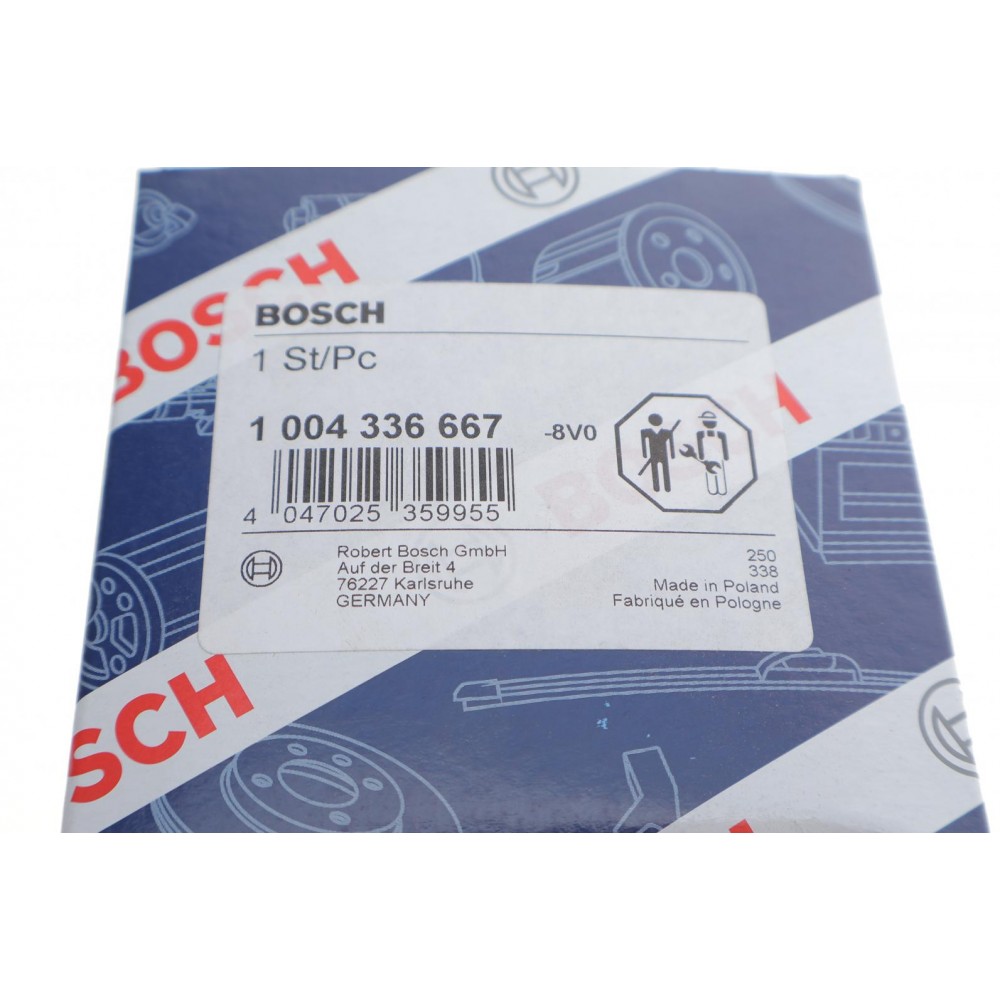 BOSCH
BOSCH
1 St/Pc
BOSCH
1 004 336 667 -8V0
4 047025 359955
Robert Bosch GmbH
Auf der Breit 4
76227 Karlsruhe
GERMANY
250
338
Made in Poland
Fabriqué en Pologne
SCH